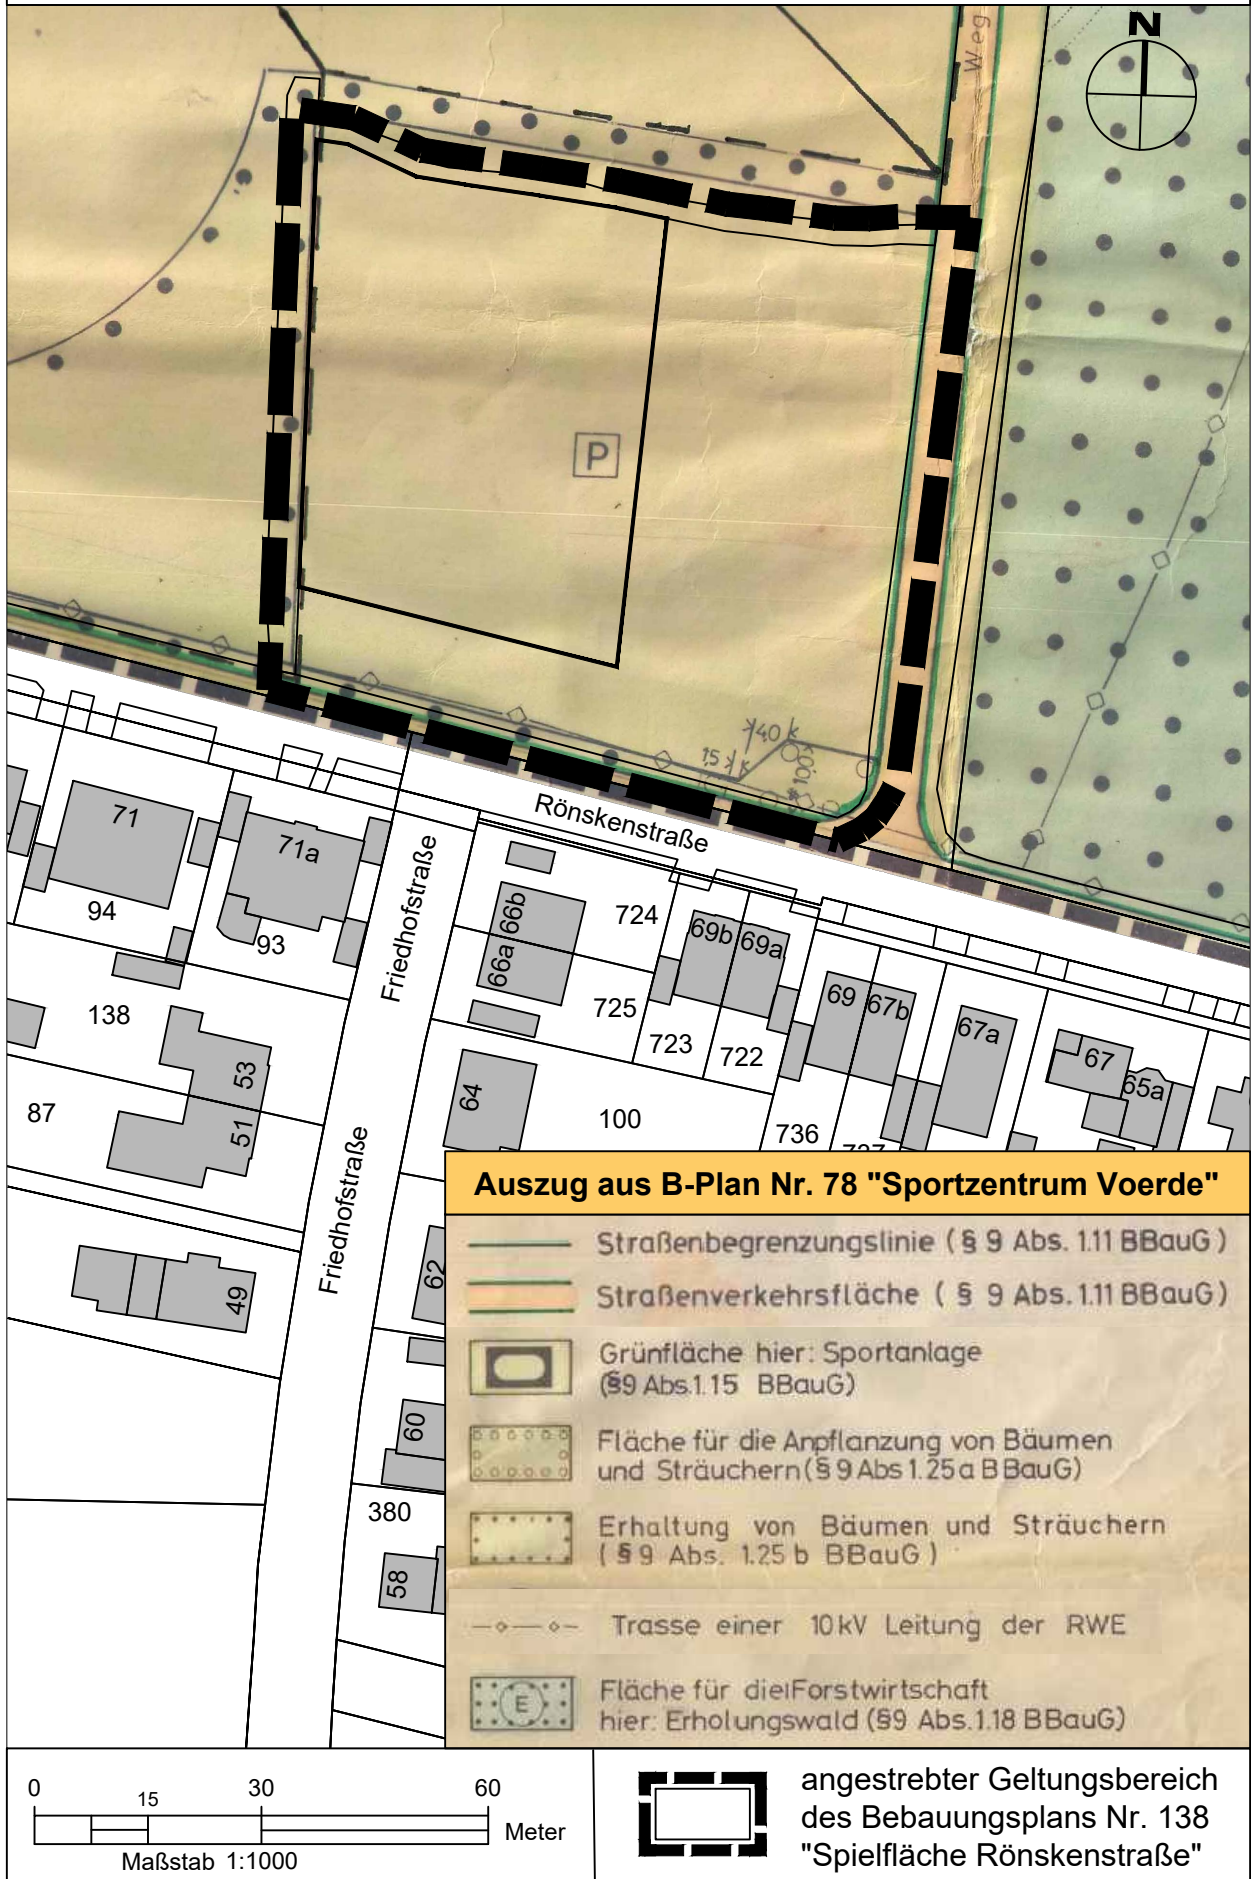 N
Weg
P
15
40
Rönskenstraße
71
71a
Friedhofstraße
94
93
66b
66a
724
69b
69a
725
69
67b
138
67a
723
722
67
65a
53
64
87
51
100
736
Friedhofstraße
62
49
60
380
58
Auszug aus B-Plan Nr. 78 "Sportzentrum Voerde"
Straßenbegrenzungslinie (§ 9 Abs. 1.11 BBauG)
Straßenverkehrsfläche (§ 9 Abs. 1.11 BBauG)
Grünfläche hier: Sportanlage
(§9 Abs.1.15 BBauG)
Fläche für die Anpflanzung von Bäumen
und Sträuchern (§ 9 Abs 1.25a BBauG)
Erhaltung von Bäumen und Sträuchern
(§ 9 Abs. 1.25 b BBauG)
Trasse einer 10kV Leitung der RWE
E
Fläche für die Forstwirtschaft
hier: Erholungswald (§9 Abs.1.18 BBauG)
0 15 30 60
Meter
Maßstab 1:1000
angestrebter Geltungsbereich
des Bebauungsplans Nr. 138
"Spielfläche Rönskenstraße"